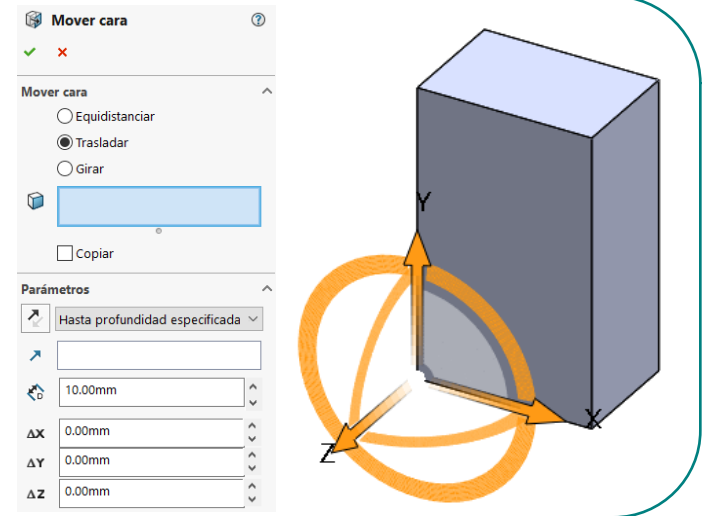 Mover cara
Mover cara
Equidistanciar
Trasladar
Girar
Copiar
Parámetros
Hasta profundidad especificada
D
10.00mm
ΔX 0.00mm
ΔY 0.00mm
ΔZ 0.00mm
Y
X
Z